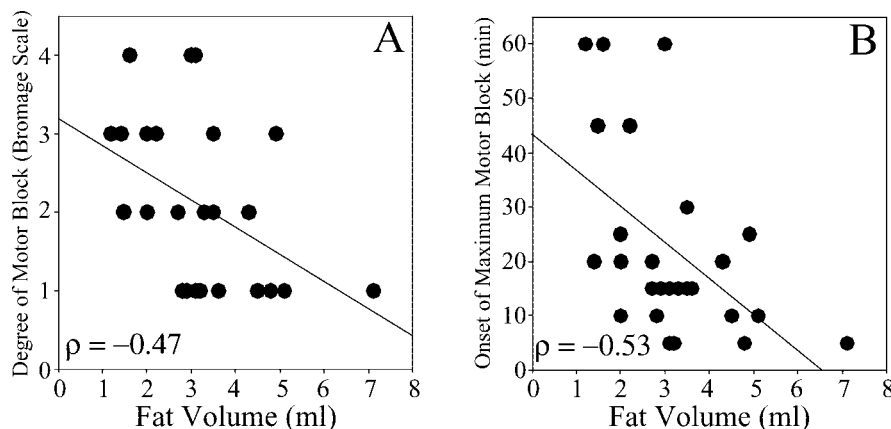 A
Degree of Motor Block (Bromage Scale)
4
3
2
1
0
ρ = –0.47
0 1 2 3 4 5 6 7 8
Fat Volume (ml)
B
Onset of Maximum Motor Block (min)
60
50
40
30
20
10
0
ρ = –0.53
0 1 2 3 4 5 6 7 8
Fat Volume (ml)